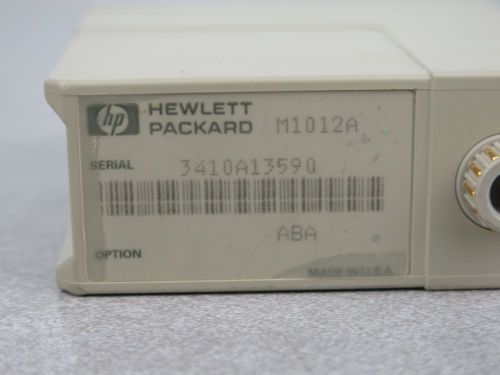 hp HEWLETT
PACKARD M1012A
SERIAL 3410A13590
ABA
OPTION
MADE IN U.S.A.